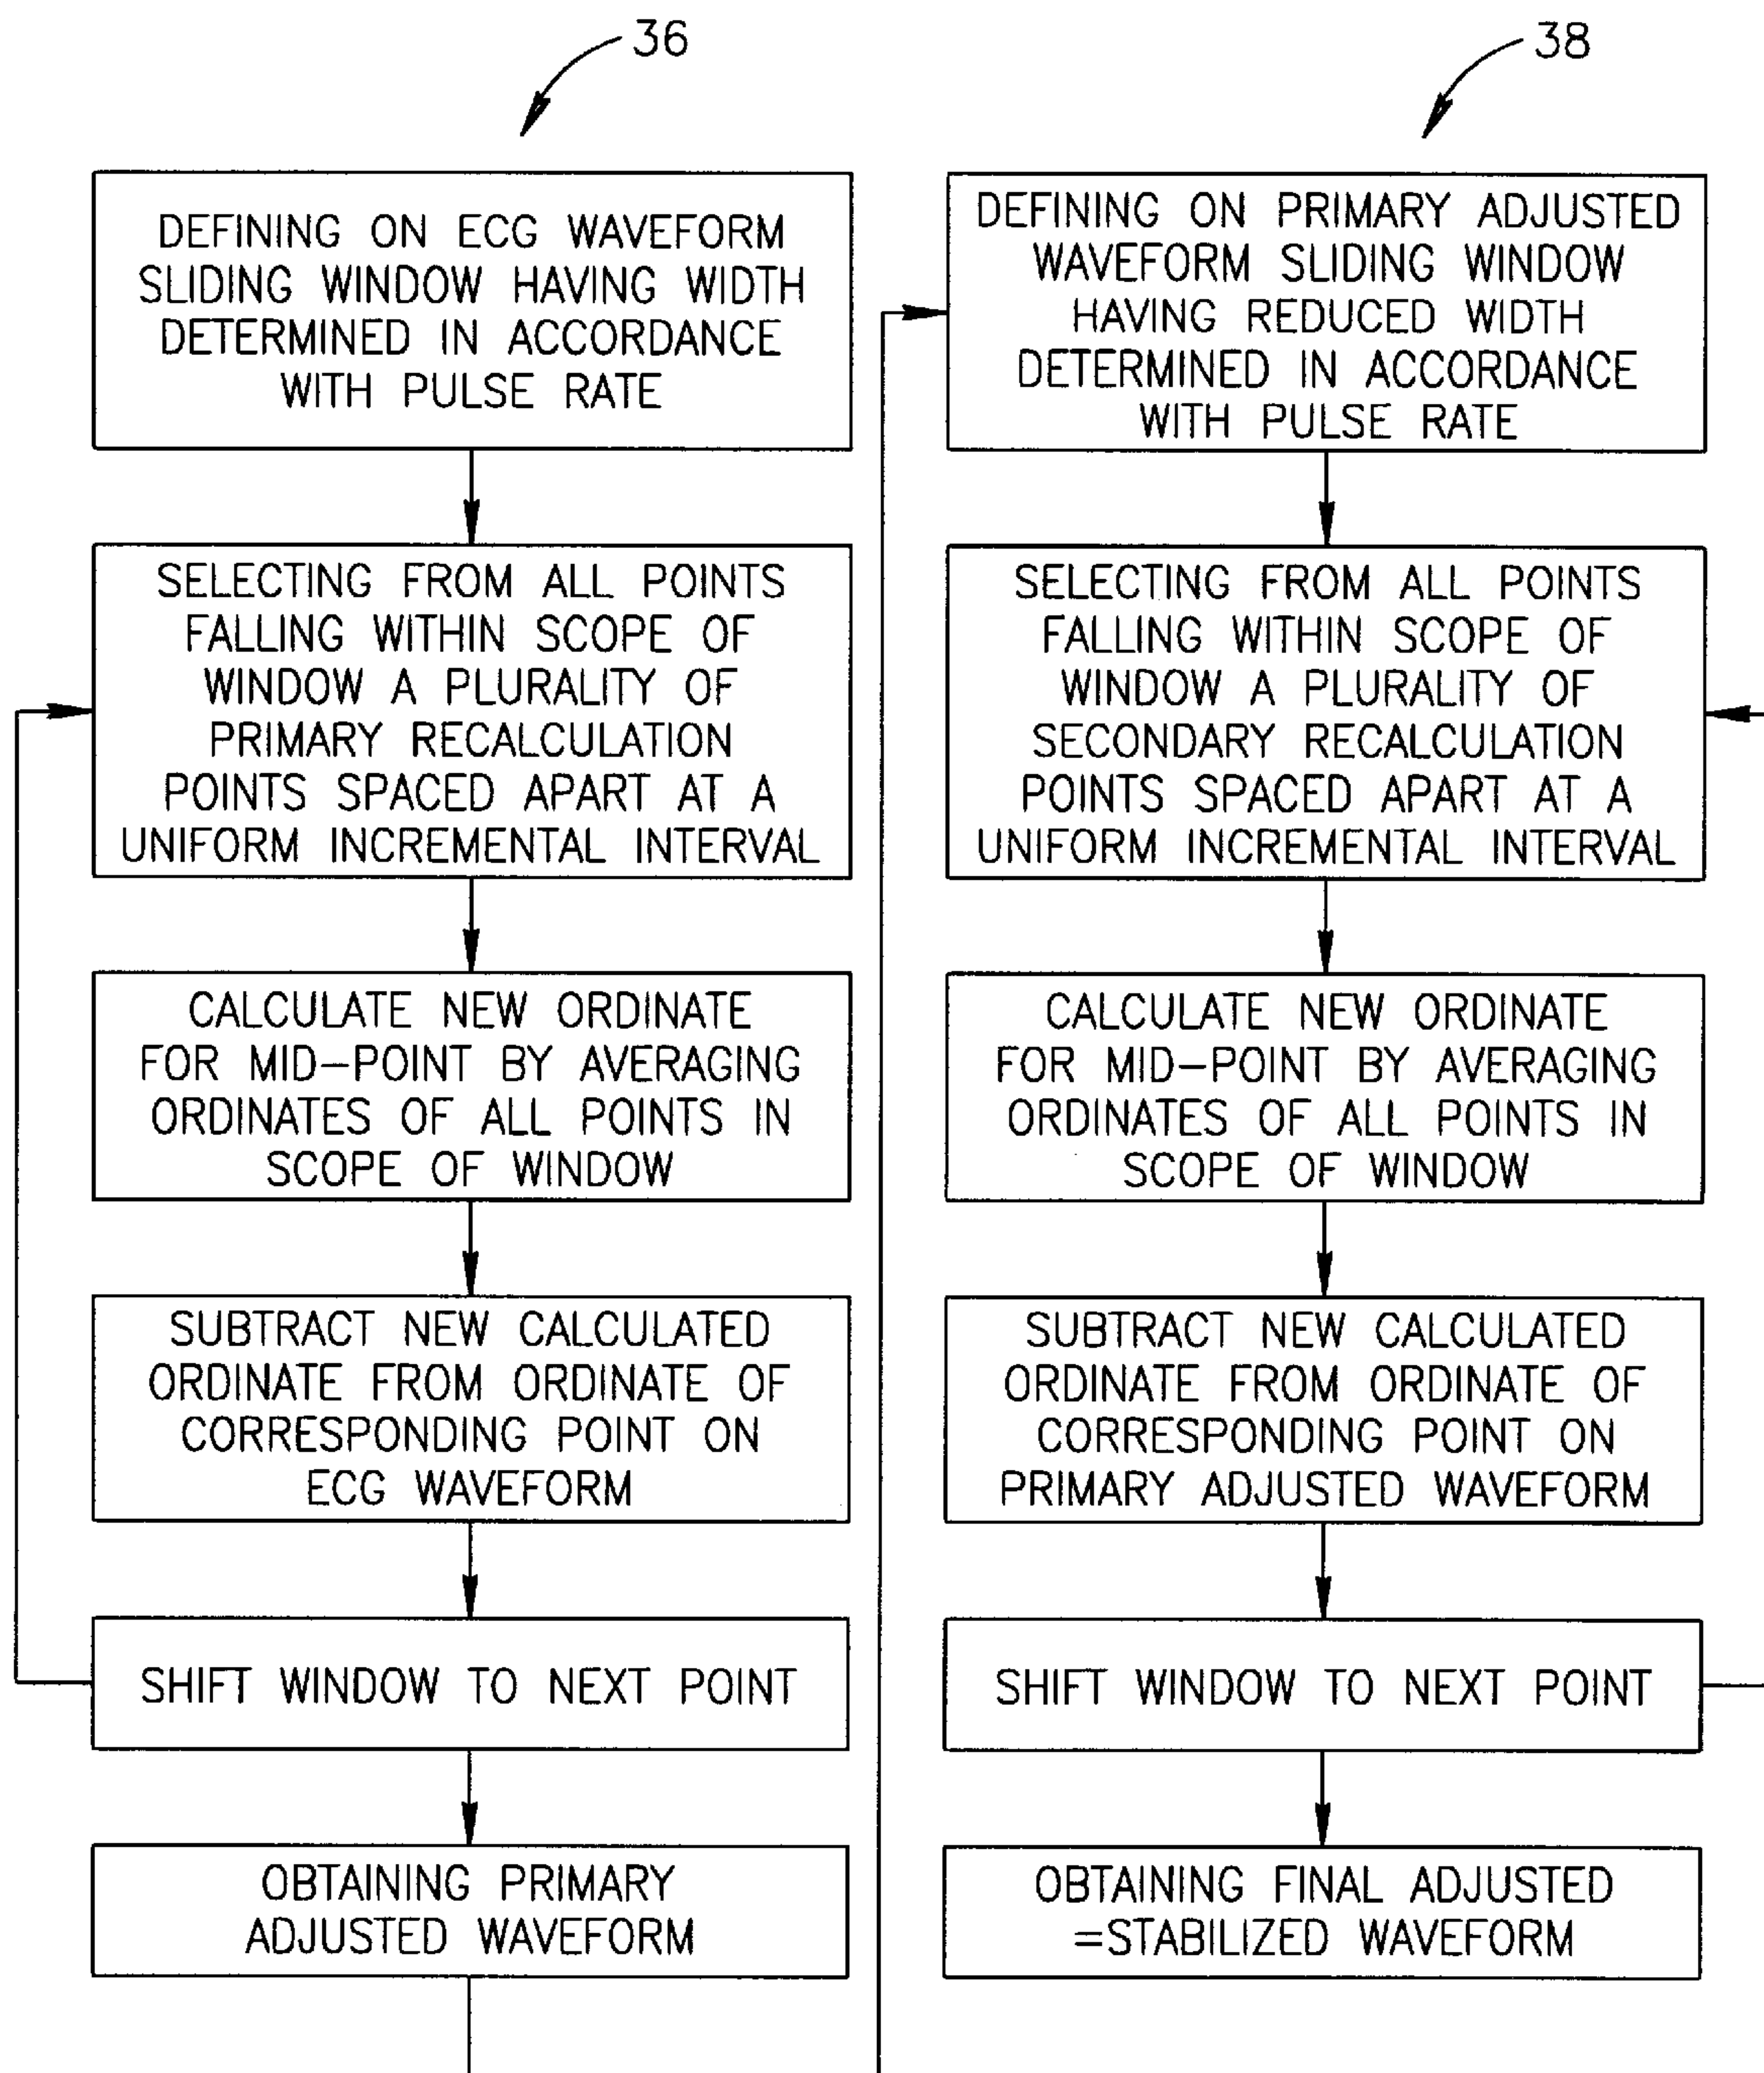 36
DEFINING ON ECG WAVEFORM
SLIDING WINDOW HAVING WIDTH
DETERMINED IN ACCORDANCE
WITH PULSE RATE
SELECTING FROM ALL POINTS
FALLING WITHIN SCOPE OF
WINDOW A PLURALITY OF
PRIMARY RECALCULATION
POINTS SPACED APART AT A
UNIFORM INCREMENTAL INTERVAL
CALCULATE NEW ORDINATE
FOR MID-POINT BY AVERAGING
ORDINATES OF ALL POINTS IN
SCOPE OF WINDOW
SUBTRACT NEW CALCULATED
ORDINATE FROM ORDINATE OF
CORRESPONDING POINT ON
ECG WAVEFORM
SHIFT WINDOW TO NEXT POINT
OBTAINING PRIMARY
ADJUSTED WAVEFORM
38
DEFINING ON PRIMARY ADJUSTED
WAVEFORM SLIDING WINDOW
HAVING REDUCED WIDTH
DETERMINED IN ACCORDANCE
WITH PULSE RATE
SELECTING FROM ALL POINTS
FALLING WITHIN SCOPE OF
WINDOW A PLURALITY OF
SECONDARY RECALCULATION
POINTS SPACED APART AT A
UNIFORM INCREMENTAL INTERVAL
CALCULATE NEW ORDINATE
FOR MID-POINT BY AVERAGING
ORDINATES OF ALL POINTS IN
SCOPE OF WINDOW
SUBTRACT NEW CALCULATED
ORDINATE FROM ORDINATE OF
CORRESPONDING POINT ON
PRIMARY ADJUSTED WAVEFORM
SHIFT WINDOW TO NEXT POINT
OBTAINING FINAL ADJUSTED
=STABILIZED WAVEFORM